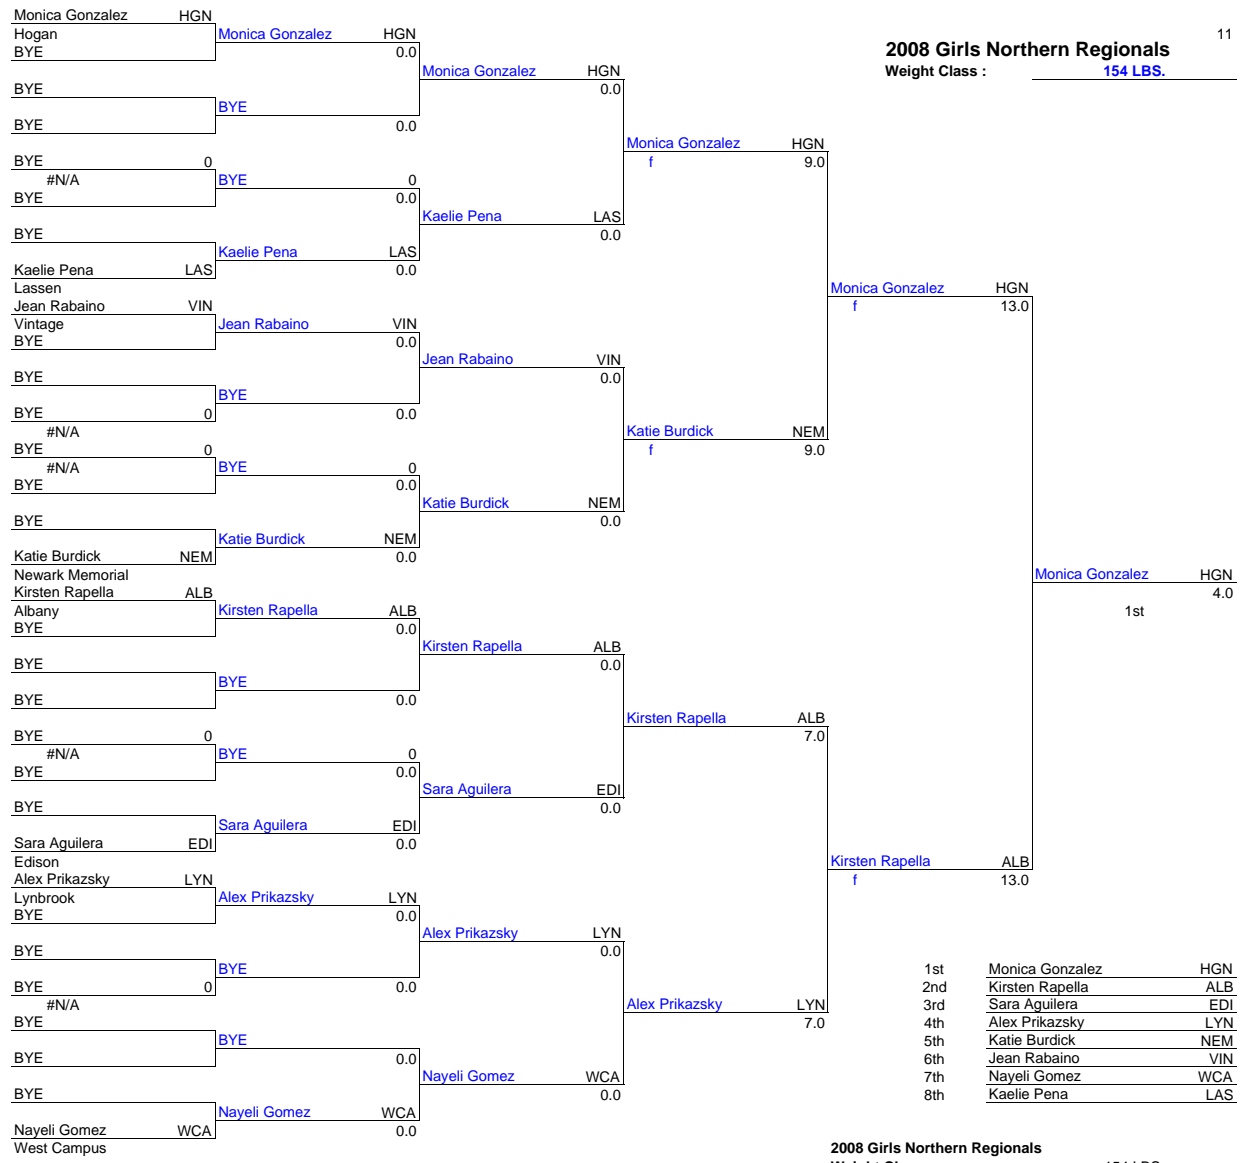 Monica Gonzalez HGN
Hogan Monica Gonzalez HGN 11
BYE 0.0 2008 Girls Northern Regionals
Monica Gonzalez HGN Weight Class : 154 LBS.
BYE 0.0
BYE
BYE 0.0
Monica Gonzalez HGN
BYE 0 f 9.0
#N/A BYE 0
BYE 0.0
Kaelie Pena LAS
BYE 0.0
Kaelie Pena LAS
Kaelie Pena LAS 0.0
Lassen Monica Gonzalez HGN
Jean Rabaino VIN f 13.0
Vintage Jean Rabaino VIN
BYE 0.0
Jean Rabaino VIN
BYE 0.0
BYE
BYE 0 0.0
#N/A Katie Burdick NEM
BYE 0 f 9.0
#N/A BYE 0
BYE 0.0
Katie Burdick NEM
BYE 0.0
Katie Burdick NEM
Katie Burdick NEM 0.0
Newark Memorial Monica Gonzalez HGN
Kirsten Rapella ALB 4.0
Albany Kirsten Rapella ALB 1st
BYE 0.0
Kirsten Rapella ALB
BYE 0.0
BYE
BYE 0.0
Kirsten Rapella ALB
BYE 0 7.0
#N/A BYE 0
BYE 0.0
Sara Aguilera EDI
BYE 0.0
Sara Aguilera EDI
Sara Aguilera EDI 0.0
Edison Kirsten Rapella ALB
Alex Prikazsky LYN f 13.0
Lynbrook Alex Prikazsky LYN
BYE 0.0
Alex Prikazsky LYN
BYE 0.0
BYE 1st Monica Gonzalez HGN
BYE 0 0.0 2nd Kirsten Rapella ALB
#N/A Alex Prikazsky LYN 3rd Sara Aguilera EDI
BYE 7.0 4th Alex Prikazsky LYN
BYE 5th Katie Burdick NEM
BYE 0.0 6th Jean Rabaino VIN
Nayeli Gomez WCA 7th Nayeli Gomez WCA
BYE 0.0 8th Kaelie Pena LAS
Nayeli Gomez WCA
Nayeli Gomez WCA 0.0
West Campus 2008 Girls Northern Regionals